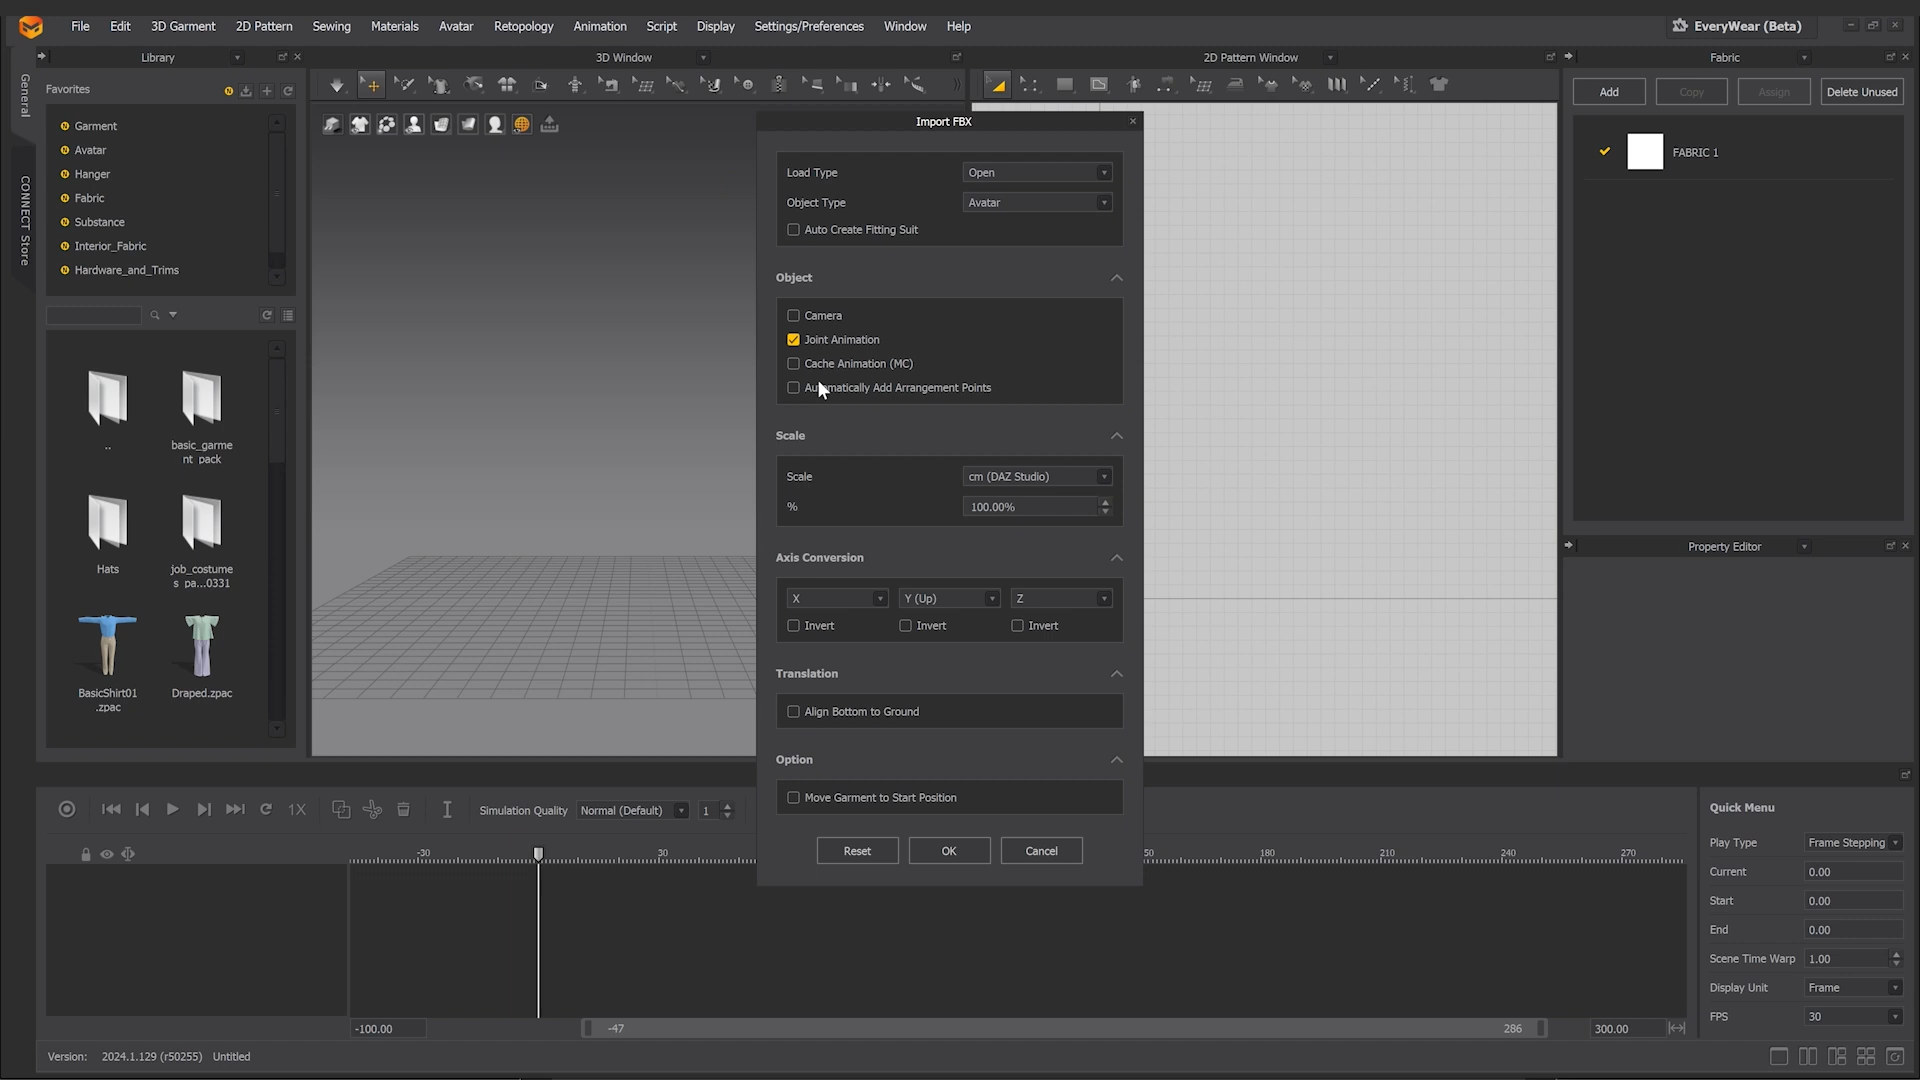 File Edit 3D Garment 2D Pattern Sewing Materials Avatar Retopology Animation Script Display Settings/Preferences Window Help
EveryWear (Beta)
Library
3D Window
2D Pattern Window
Fabric
General
CONNECT Store
Favorites
Garment
Avatar
Hanger
Fabric
Substance
Interior_Fabric
Hardware_and_Trims
..
basic_garme
nt_pack
Hats
job_costume
s_pa...0331
BasicShirt01
.zpac
Draped.zpac
Import FBX
Load Type Open
Object Type Avatar
Auto Create Fitting Suit
Object
Camera
Joint Animation
Cache Animation (MC)
Automatically Add Arrangement Points
Scale
Scale cm (DAZ Studio)
% 100.00%
Axis Conversion
X Y (Up) Z
Invert Invert Invert
Translation
Align Bottom to Ground
Option
Move Garment to Start Position
Reset OK Cancel
Add Copy Assign Delete Unused
FABRIC 1
Property Editor
1X
Simulation Quality Normal (Default) 1
-30 30 50 180 210 240 270
-100.00 -47 286 300.00
Quick Menu
Play Type Frame Stepping
Current 0.00
Start 0.00
End 0.00
Scene Time Warp 1.00
Display Unit Frame
FPS 30
Version: 2024.1.129 (r50255) Untitled